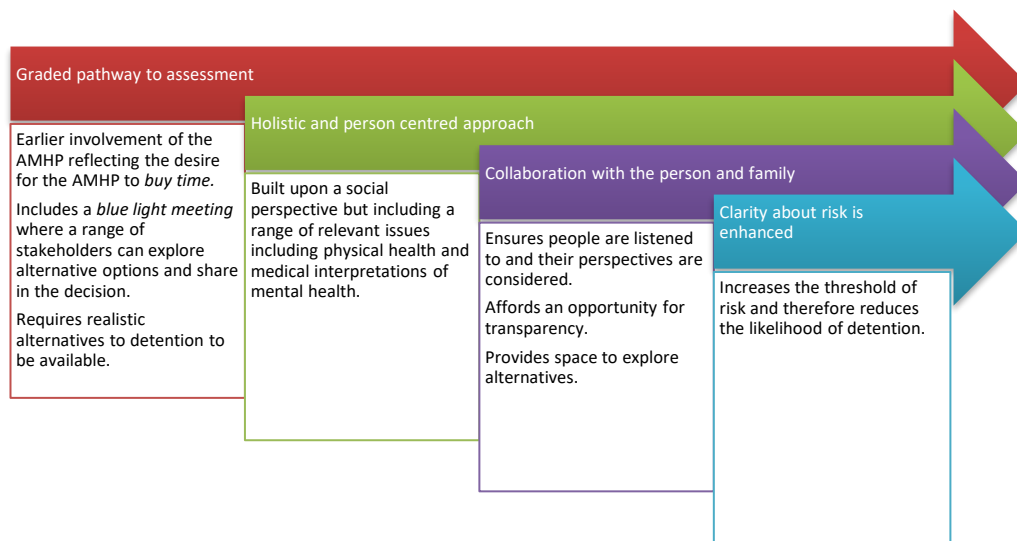 Graded pathway to assessment
Earlier involvement of the
AMHP reflecting the desire
for the AMHP to buy time.
Includes a blue light meeting
where a range of
stakeholders can explore
alternative options and share
in the decision.
Requires realistic
alternatives to detention to
be available.
Holistic and person centred approach
Built upon a social
perspective but including a
range of relevant issues
including physical health and
medical interpretations of
mental health.
Collaboration with the person and family
Ensures people are listened
to and their perspectives are
considered.
Affords an opportunity for
transparency.
Provides space to explore
alternatives.
Clarity about risk is
enhanced
Increases the threshold of
risk and therefore reduces
the likelihood of detention.